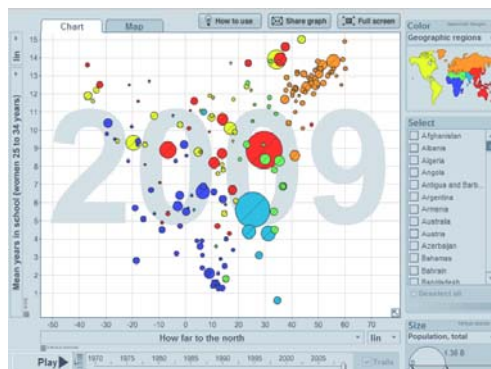 Chart
Map
How to use
Share graph
Full screen
Color
Geographic regions
lin
Mean years in school (women 25 to 34 years)
15
14
13
12
11
10
9
8
7
6
5
4
3
2
1
2009
-50
-40
-30
-20
-10
0
10
20
30
40
50
60
70
How far to the north
lin
Select
Afghanistan
Albania
Algeria
Angola
Antigua and Barb...
Argentina
Armenia
Australia
Austria
Azerbaijan
Bahamas
Bahrain
Bangladesh
Deselect all
Size
Population, total
Play
1970
1975
1980
1985
1990
1995
2000
2005
Trails